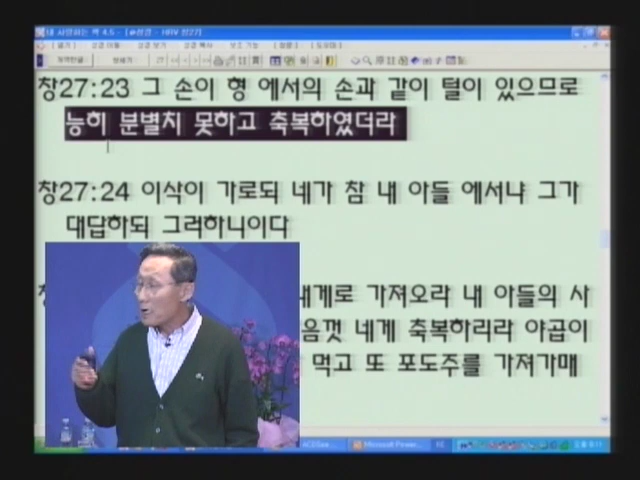 창27:23 그 손이 형 에서의 손과 같이 털이 있으므로
능히 분별치 못하고 축복하였더라
창27:24 이삭이 가로되 네가 참 내 아들 에서냐 그가
대답하되 그러하니이다
내게로 가져오라 내 아들의 사
음껏 네게 축복하리라 야곱이
먹고 또 포도주를 가져가매
Microsoft Power...